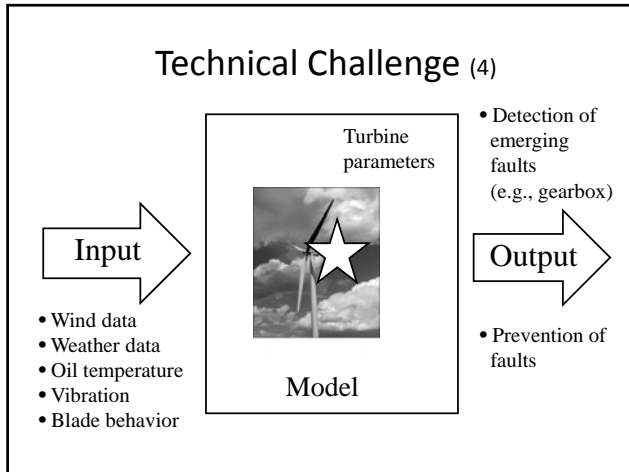 Technical Challenge (4)
Input
• Wind data
• Weather data
• Oil temperature
• Vibration
• Blade behavior
Turbine
parameters
Model
• Detection of
emerging
faults
(e.g., gearbox)
Output
• Prevention of
faults